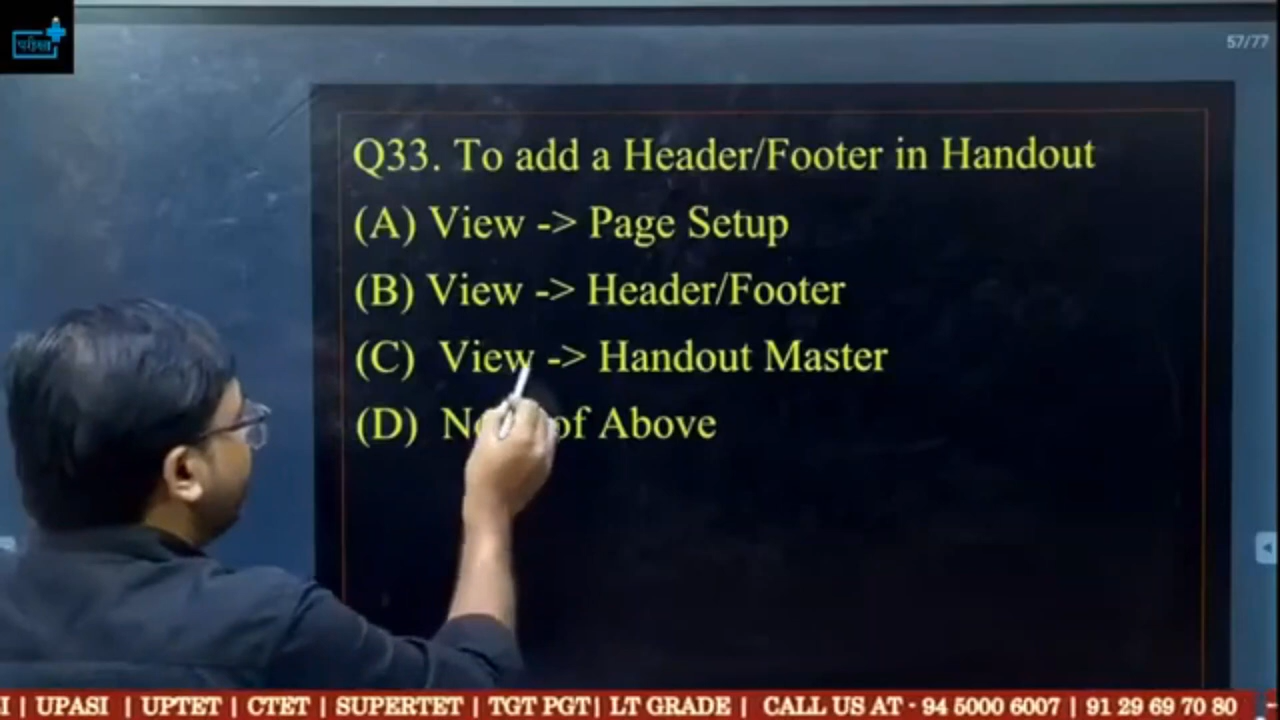 परीक्षा
57/77
Q33. To add a Header/Footer in Handout
(A) View -> Page Setup
(B) View -> Header/Footer
(C) View -> Handout Master
(D) of Above
I | UPASI | UPTET | CTET | SUPERTET | TGT PGT| LT GRADE | CALL US AT - 94 5000 6007 | 91 29 69 70 80